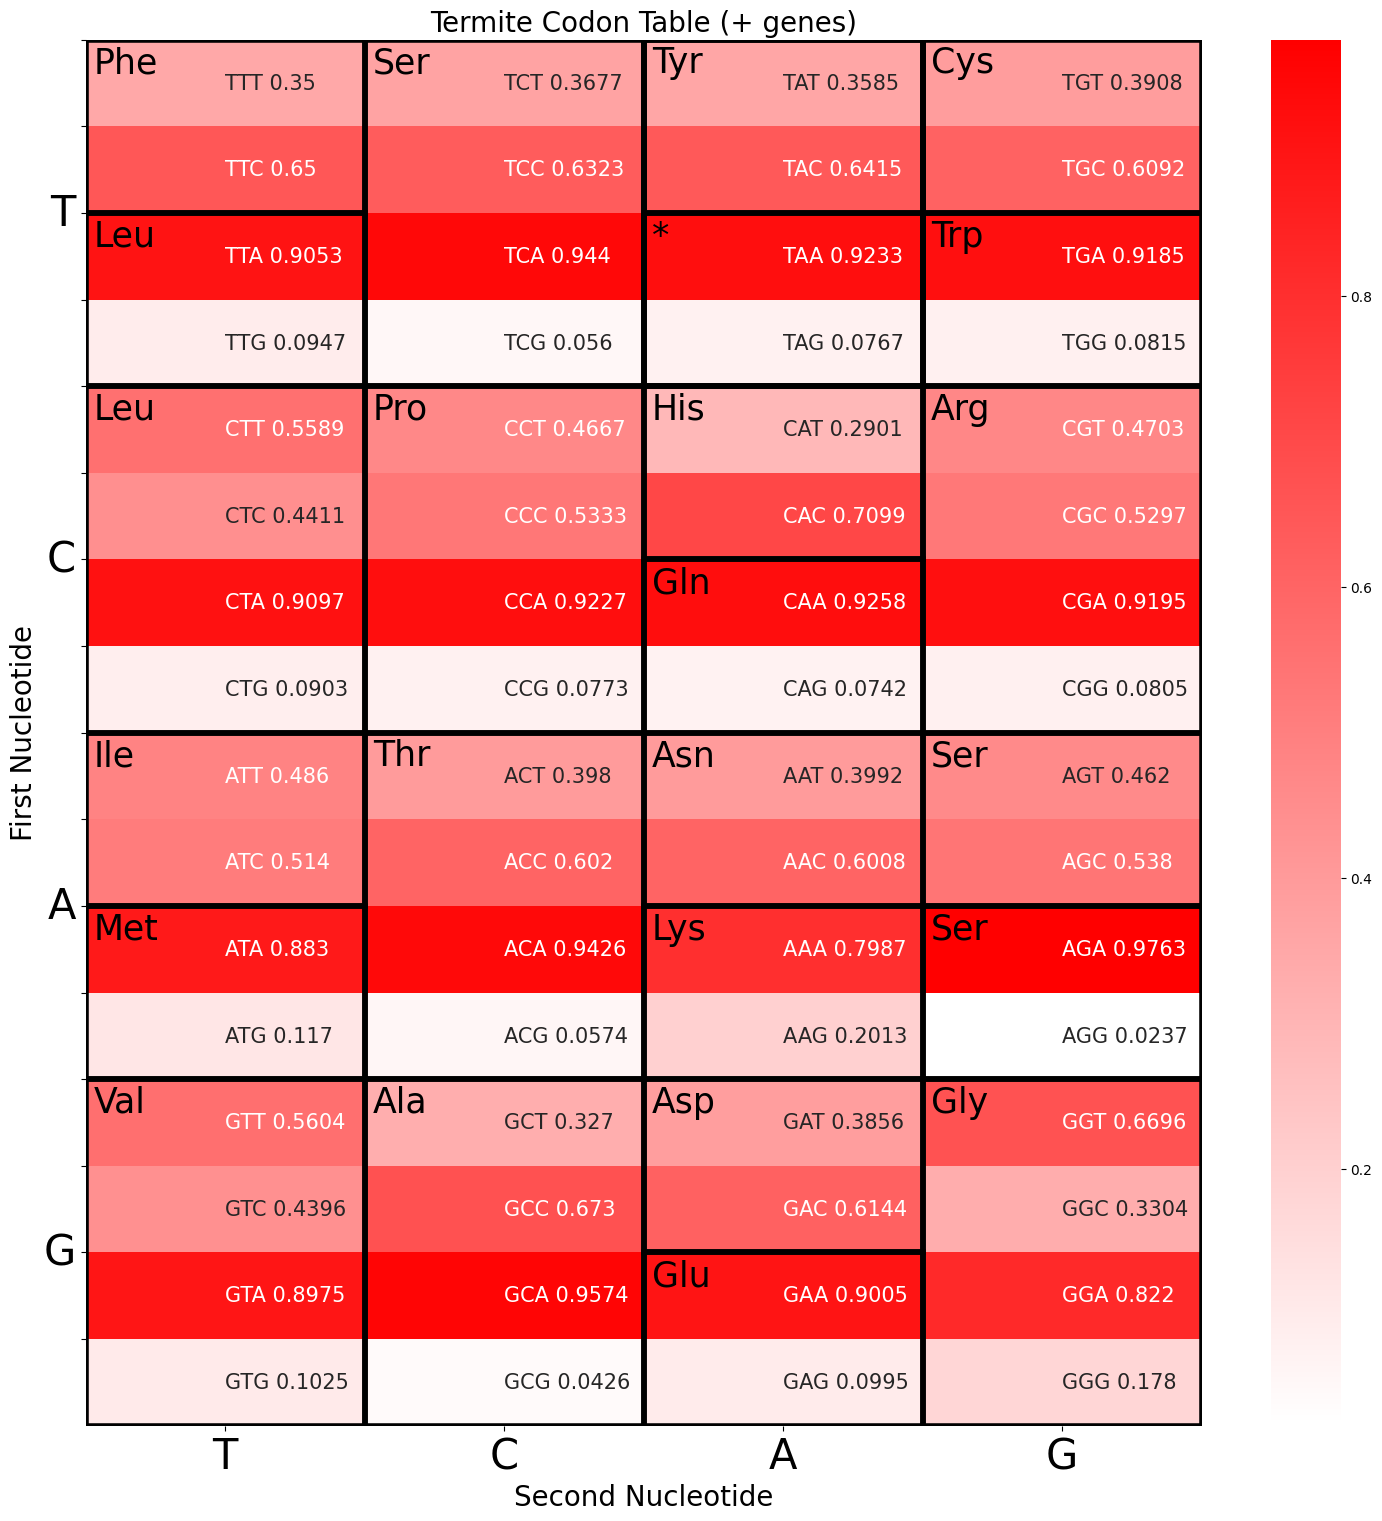 Termite Codon Table (+ genes)
Phe Ser Tyr Cys
TTT 0.35 TCT 0.3677 TAT 0.3585 TGT 0.3908
TTC 0.65 TCC 0.6323 TAC 0.6415 TGC 0.6092
T
Leu * Trp
TTA 0.9053 TCA 0.944 TAA 0.9233 TGA 0.9185
0.8
TTG 0.0947 TCG 0.056 TAG 0.0767 TGG 0.0815
Leu Pro His Arg
CTT 0.5589 CCT 0.4667 CAT 0.2901 CGT 0.4703
CTC 0.4411 CCC 0.5333 CAC 0.7099 CGC 0.5297
C
Gln
0.6
CTA 0.9097 CCA 0.9227 CAA 0.9258 CGA 0.9195
CTG 0.0903 CCG 0.0773 CAG 0.0742 CGG 0.0805
First Nucleotide
Ile Thr Asn Ser
ATT 0.486 ACT 0.398 AAT 0.3992 AGT 0.462
ATC 0.514 ACC 0.602 AAC 0.6008 AGC 0.538
0.4
A
Met Lys Ser
ATA 0.883 ACA 0.9426 AAA 0.7987 AGA 0.9763
ATG 0.117 ACG 0.0574 AAG 0.2013 AGG 0.0237
Val Ala Asp Gly
GTT 0.5604 GCT 0.327 GAT 0.3856 GGT 0.6696
0.2
GTC 0.4396 GCC 0.673 GAC 0.6144 GGC 0.3304
G
Glu
GTA 0.8975 GCA 0.9574 GAA 0.9005 GGA 0.822
GTG 0.1025 GCG 0.0426 GAG 0.0995 GGG 0.178
T C A G
Second Nucleotide